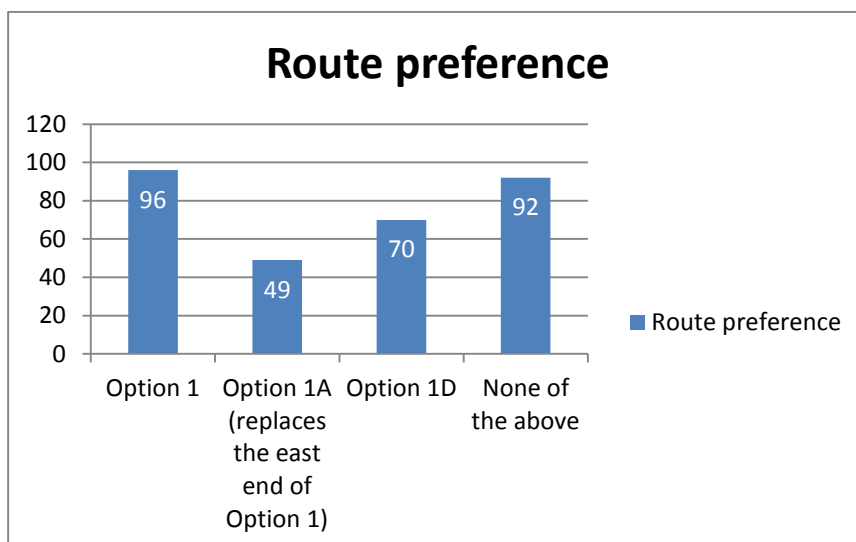 Route preference
120
100
80
60
40
20
0
96
49
70
92
Option 1
Option 1A
(replaces
the east
end of
Option 1)
Option 1D
None of
the above
Route preference